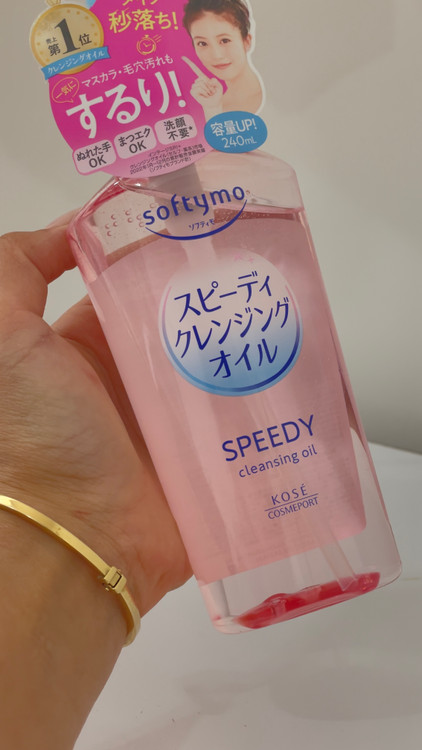 秒落ち!
売上
第1位
クレンジングオイル
一気に
マスカラ・毛穴汚れも
するり!
ぬれた手
OK
まつエク
OK
洗顔
不要*
容量UP!
240mL
softymo
ソフティモ
スピーディ
クレンジング
オイル
SPEEDY
cleansing oil
KOSÉ
COSMEPORT